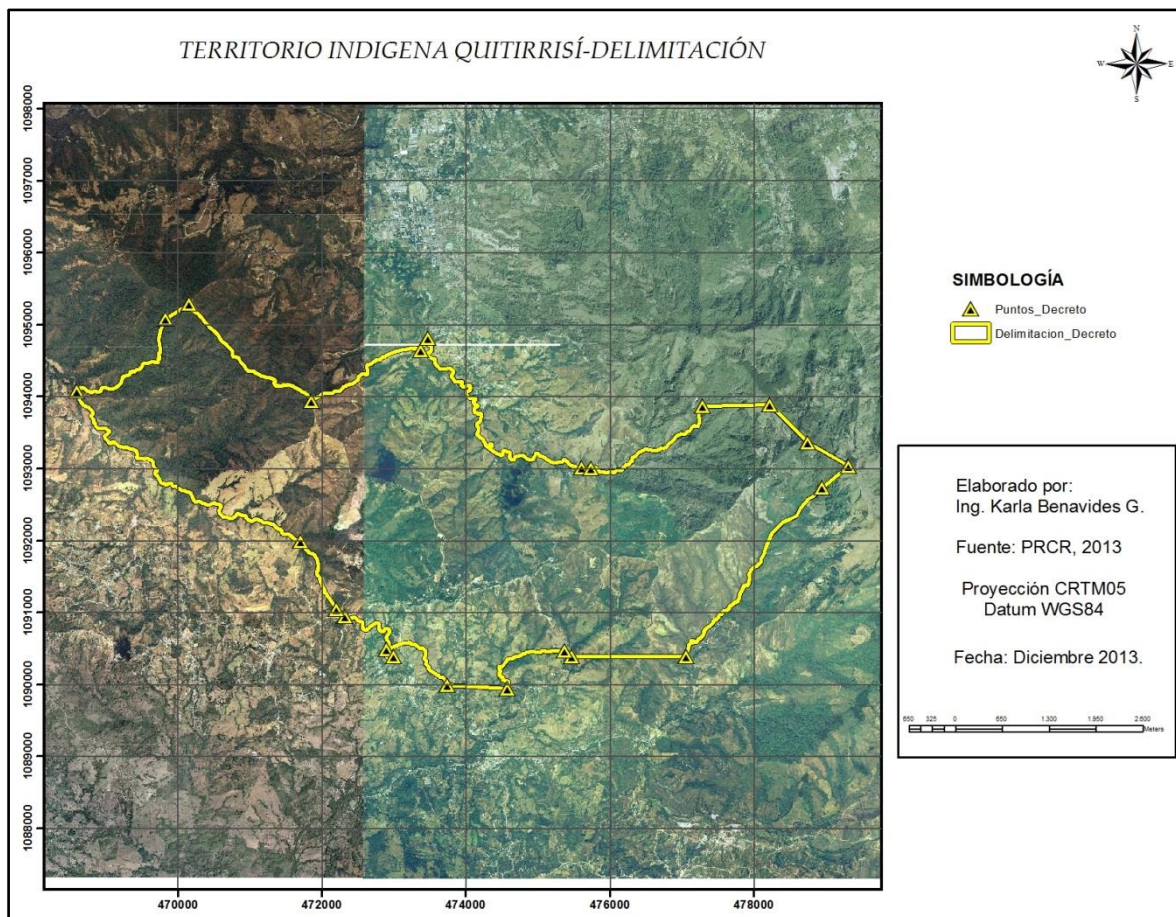 TERRITORIO INDIGENA QUITIRRISÍ-DELIMITACIÓN
N
W
E
S
1098000
1097000
1096000
1095000
1094000
1093000
1092000
1091000
1090000
1089000
1088000
470000 472000 474000 476000 478000
SIMBOLOGÍA
Puntos_Decreto
Delimitacion_Decreto
Elaborado por:
Ing. Karla Benavides G.
Fuente: PRCR, 2013
Proyección CRTM05
Datum WGS84
Fecha: Diciembre 2013.
650 325 0 650 1.300 1.950 2.600
Meters